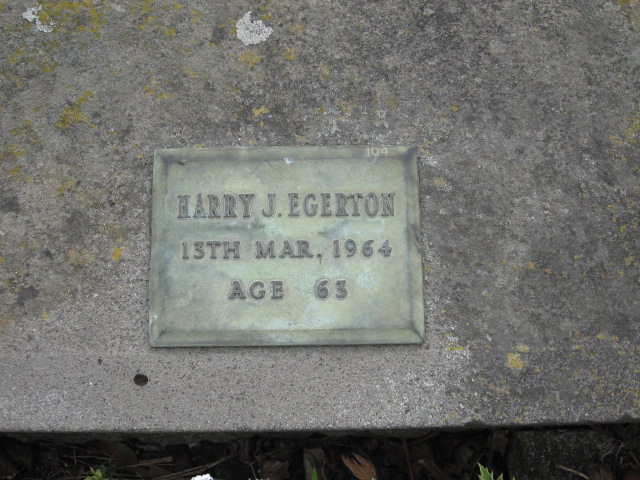 104
HARRY J. EGERTON
13TH MAR, 1964
AGE 63